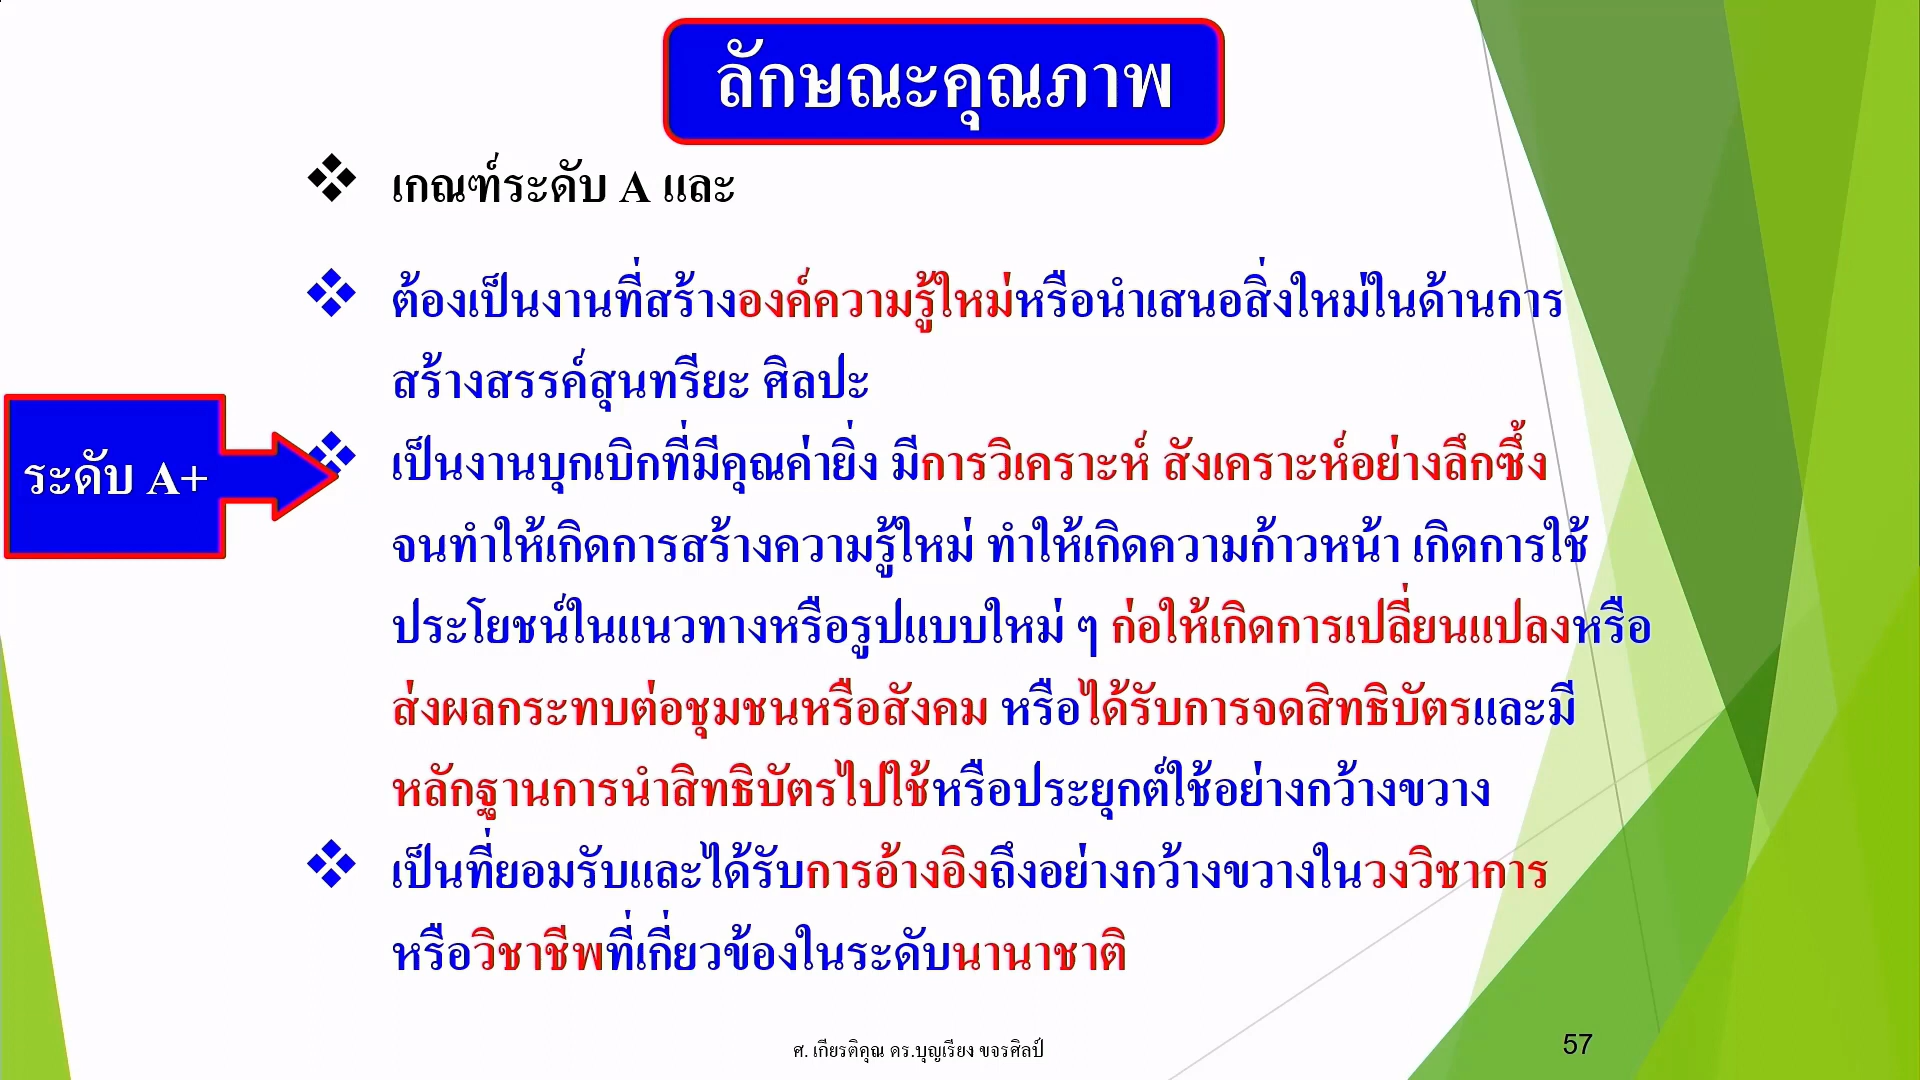 ลักษณะคุณภาพ
เกณฑ์ระดับ A และ
ต้องเป็นงานที่สร้างองค์ความรู้ใหม่หรือนำเสนอสิ่งใหม่ในด้านการ
สร้างสรรค์สุนทรียะ ศิลปะ
ระดับ A+
เป็นงานบุกเบิกที่มีคุณค่ายิ่ง มีการวิเคราะห์ สังเคราะห์อย่างลึกซึ้ง
จนทำให้เกิดการสร้างความรู้ใหม่ ทำให้เกิดความก้าวหน้า เกิดการใช้
ประโยชน์ในแนวทางหรือรูปแบบใหม่ ๆ ก่อให้เกิดการเปลี่ยนแปลงหรือ
ส่งผลกระทบต่อชุมชนหรือสังคม หรือได้รับการจดสิทธิบัตรและมี
หลักฐานการนำสิทธิบัตรไปใช้หรือประยุกต์ใช้อย่างกว้างขวาง
เป็นที่ยอมรับและได้รับการอ้างอิงถึงอย่างกว้างขวางในวงวิชาการ
หรือวิชาชีพที่เกี่ยวข้องในระดับนานาชาติ
ศ. เกียรติคุณ ดร.บุญเรียง ขจรศิลป์
57